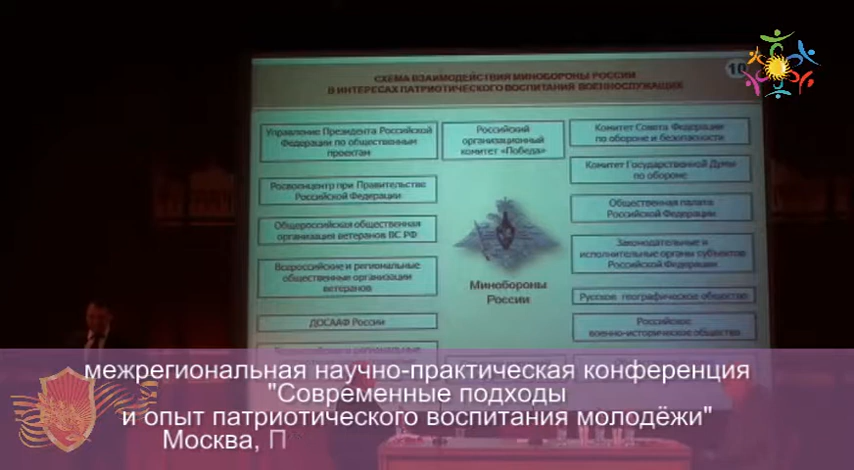 10
СХЕМА ВЗАИМОДЕЙСТВИЯ МИНОБОРОНЫ РОССИИ
В ИНТЕРЕСАХ ПАТРИОТИЧЕСКОГО ВОСПИТАНИЯ ВОЕННОСЛУЖАЩИХ
Управление Президента Российской
Федерации по общественным
проектам
Росвоенцентр при Правительстве
Российской Федерации
Общероссийская общественная
организация ветеранов ВС РФ
Всероссийские и региональные
общественные организации
ветеранов
ДОСААФ России
Российский
организационный
комитет «Победа»
Минобороны
России
Комитет Совета Федерации
по обороне и безопасности
Комитет Государственной Думы
по обороне
Общественная палата
Российской Федерации
Законодательные и
исполнительные органы субъектов
Российской Федерации
Русское географическое общество
Российское
военно-историческое общество
межрегиональная научно-практическая конференция
"Современные подходы
и опыт патриотического воспитания молодёжи"
Москва, П